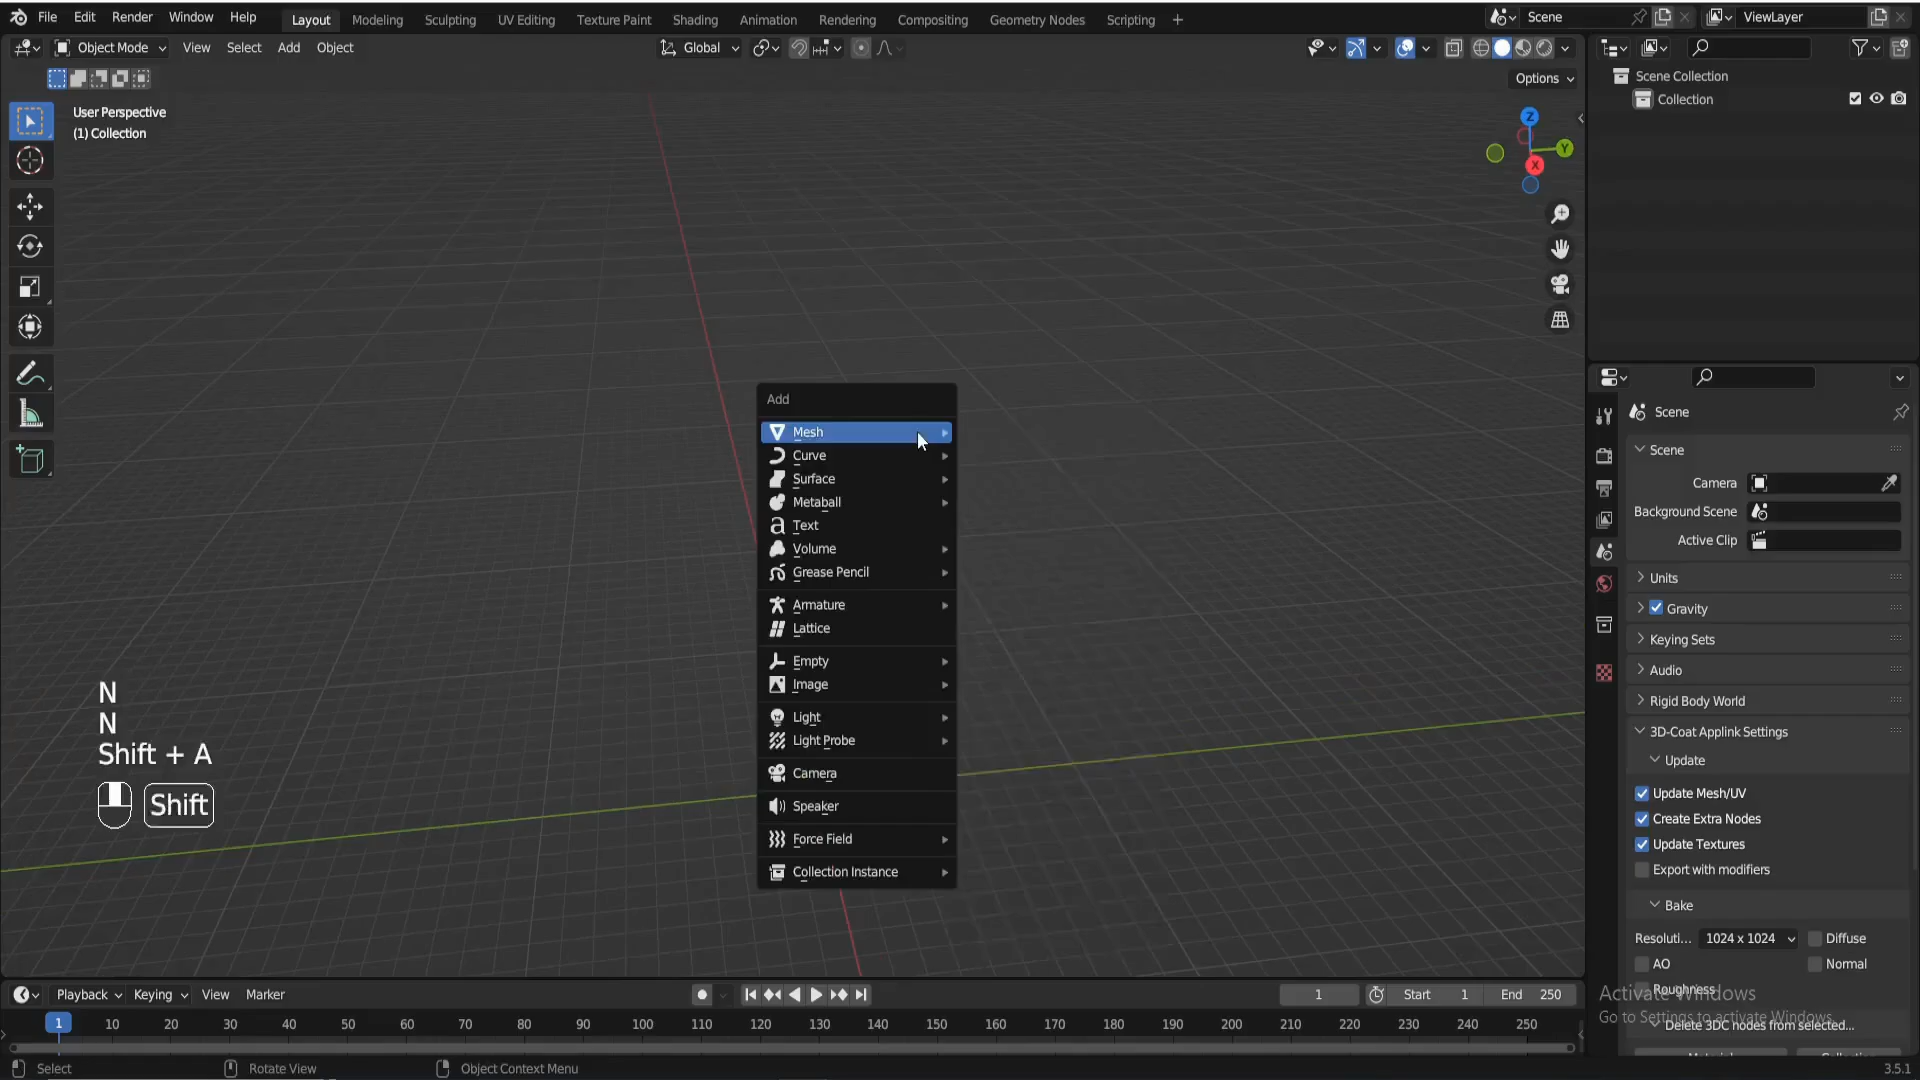 File Edit Render Window Help Layout Modeling Sculpting UV Editing Texture Paint Shading Animation Rendering Compositing Geometry Nodes Scripting + Scene ViewLayer
Object Mode View Select Add Object Global
Options
User Perspective
(1) Collection
Z
Y
X
Scene Collection
Collection
Add
Mesh
Curve
Surface
Metaball
Text
Volume
Grease Pencil
Armature
Lattice
Empty
Image
Light
Light Probe
Camera
Speaker
Force Field
Collection Instance
N
N
Shift + A
Shift
Scene
Scene
Camera
Background Scene
Active Clip
Units
Gravity
Keying Sets
Audio
Rigid Body World
3D-Coat Applink Settings
Update
Update Mesh/UV
Create Extra Nodes
Update Textures
Export with modifiers
Bake
Resoluti... 1024 x 1024 Diffuse
AO Normal
Roughness
Activate Windows
Go to Settings to activate Windows.
Delete 3DC nodes from selected...
Playback Keying View Marker 1 Start 1 End 250
1 10 20 30 40 50 60 70 80 90 100 110 120 130 140 150 160 170 180 190 200 210 220 230 240 250
Select Rotate View Object Context Menu 3.5.1